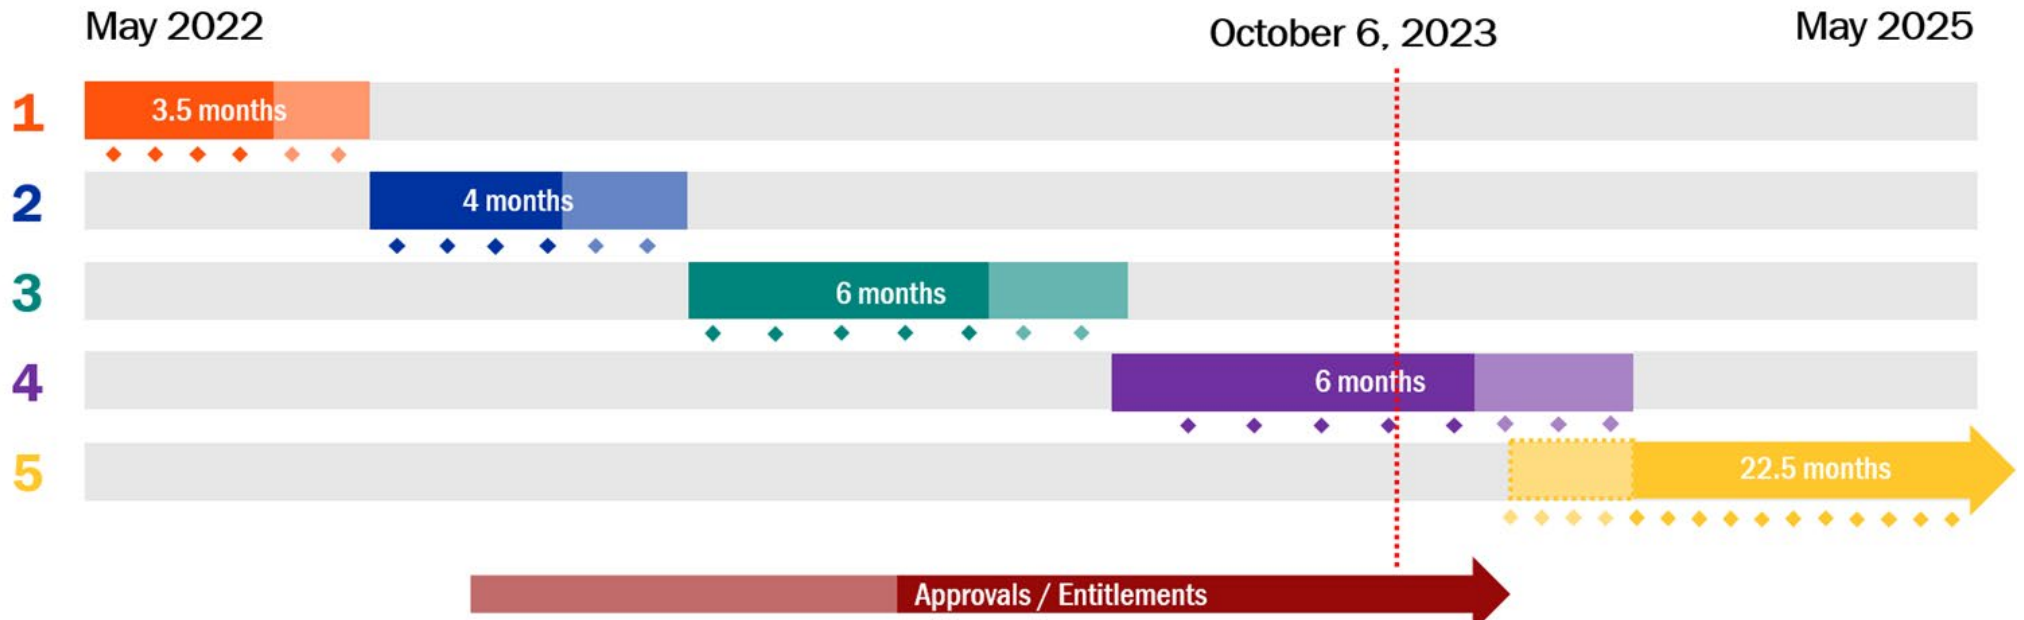 May 2022
October 6, 2023
May 2025
1
3.5 months
2
4 months
3
6 months
4
6 months
5
22.5 months
Approvals / Entitlements